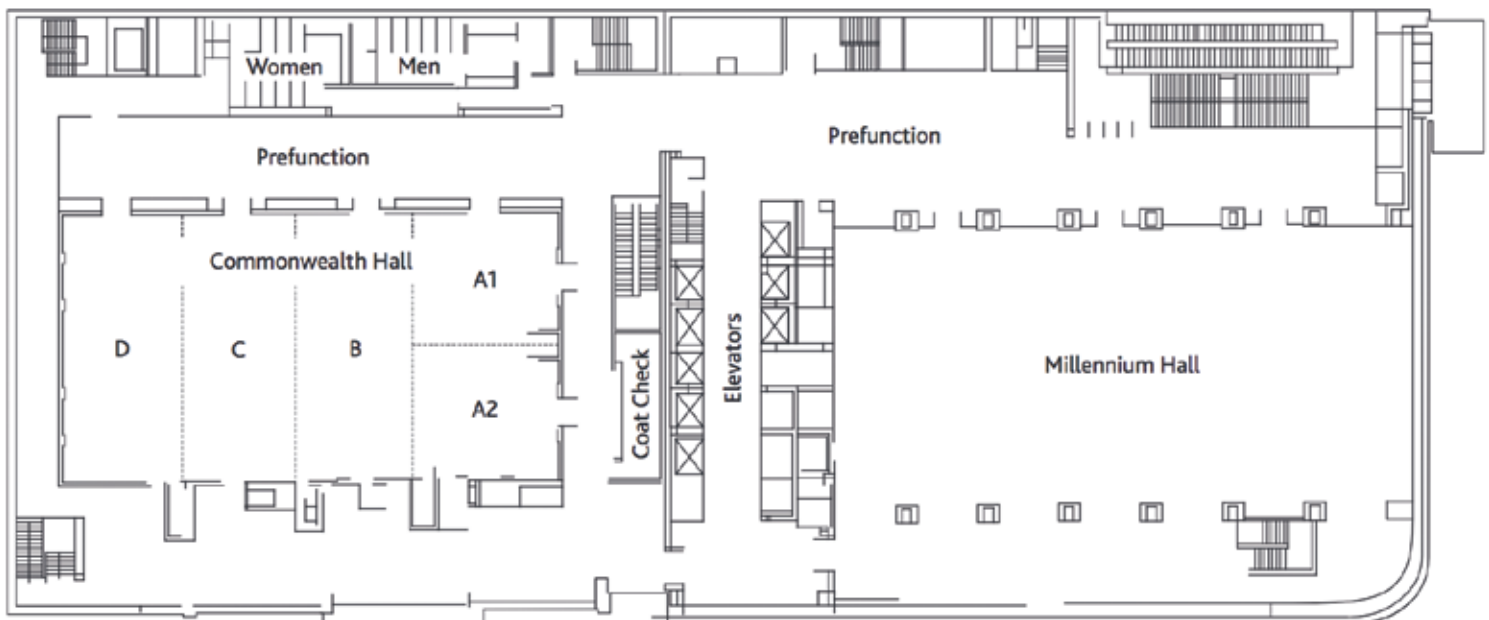 Women
Men
Prefunction
Prefunction
Commonwealth Hall
A1
D
C
B
A2
Coat Check
Elevators
Millennium Hall